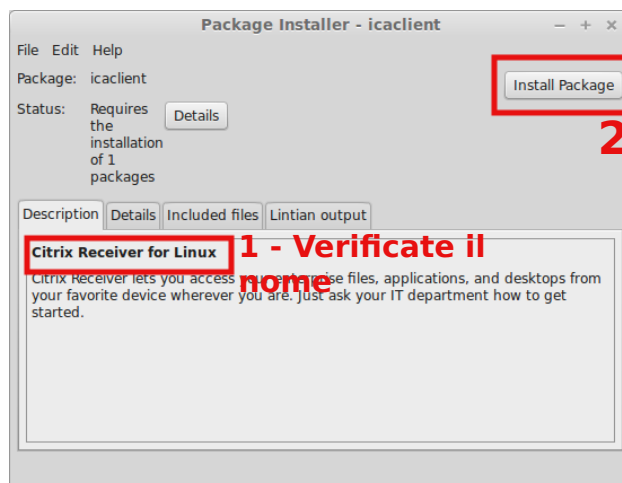 Package Installer - icaclient
File Edit Help
Package: icaclient
Install Package
Status: Requires
the
installation
of 1
packages
Details
2
Description Details Included files Lintian output
Citrix Receiver for Linux
1 - Verificate il
nome
Citrix Receiver lets you access your enterprise files, applications, and desktops from
your favorite device wherever you are. Just ask your IT department how to get
started.